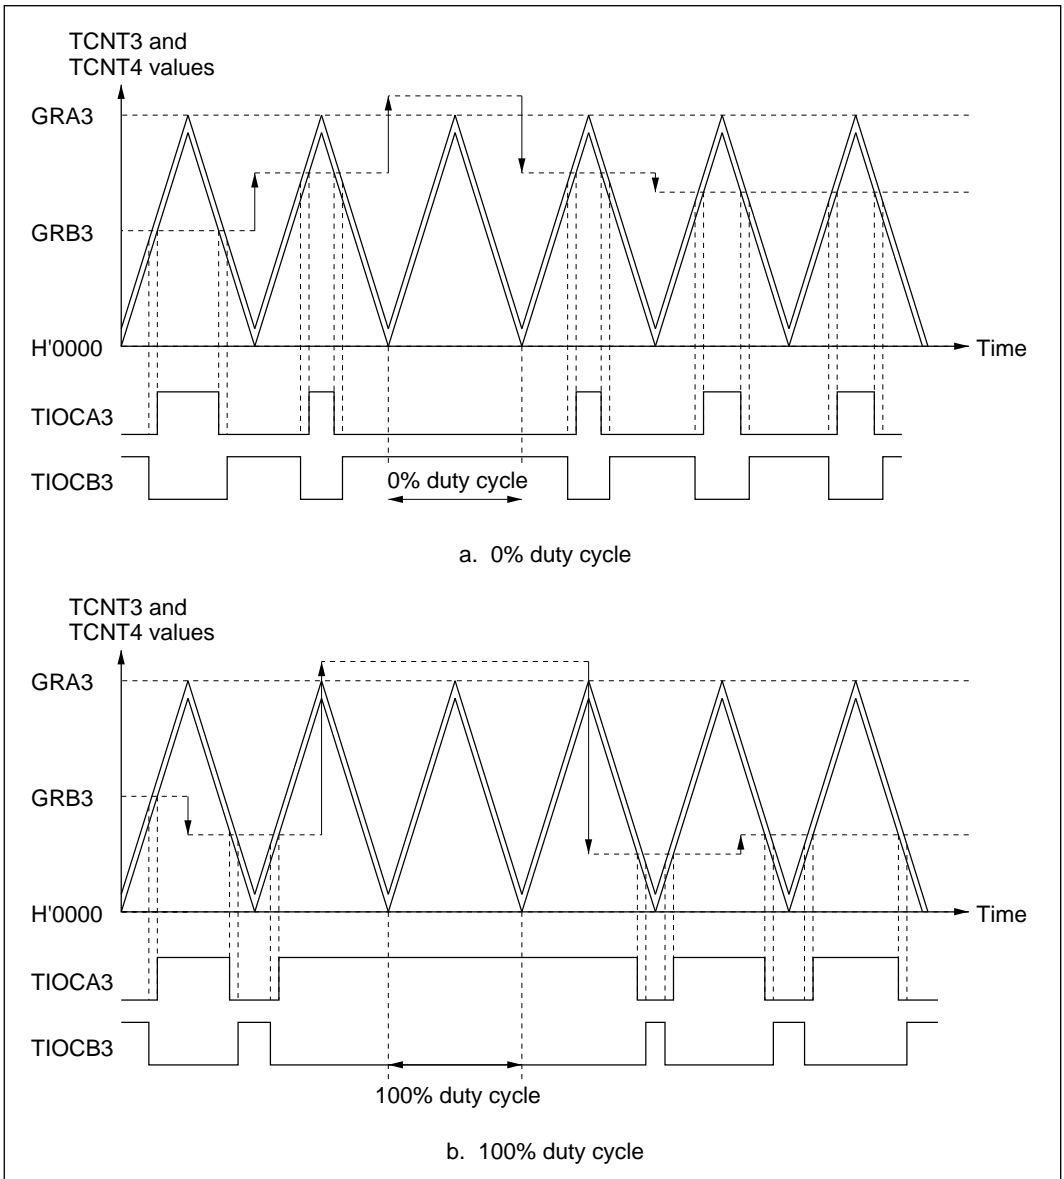 TCNT3 and
TCNT4 values
GRA3
GRB3
H'0000
Time
TIOCA3
TIOCB3
0% duty cycle
a. 0% duty cycle
TCNT3 and
TCNT4 values
GRA3
GRB3
H'0000
Time
TIOCA3
TIOCB3
100% duty cycle
b. 100% duty cycle